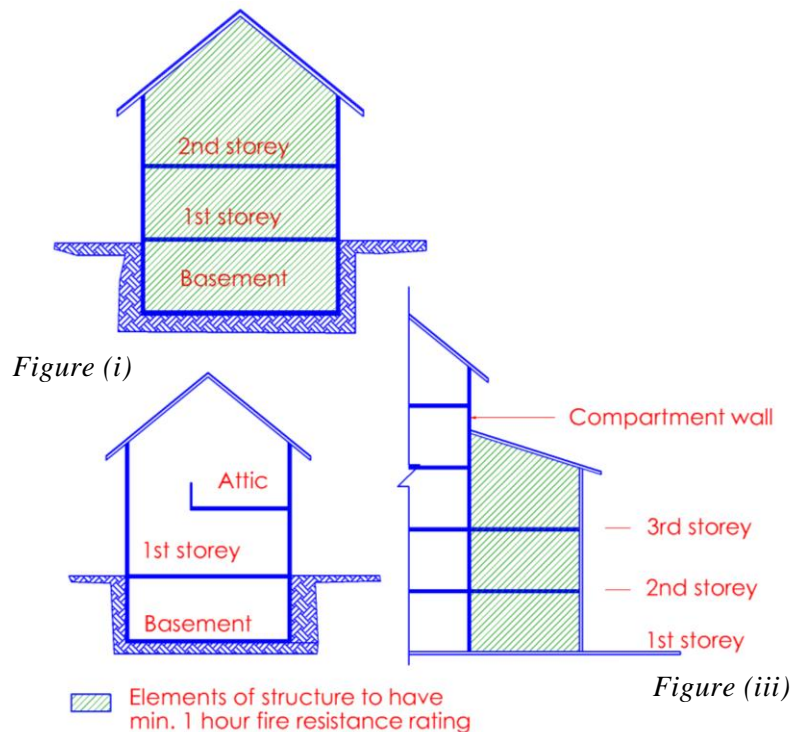 2nd storey
1st storey
Basement
Figure (i)
Compartment wall
Attic
1st storey
Basement
3rd storey
2nd storey
1st storey
Figure (iii)
Elements of structure to have
min. 1 hour fire resistance rating